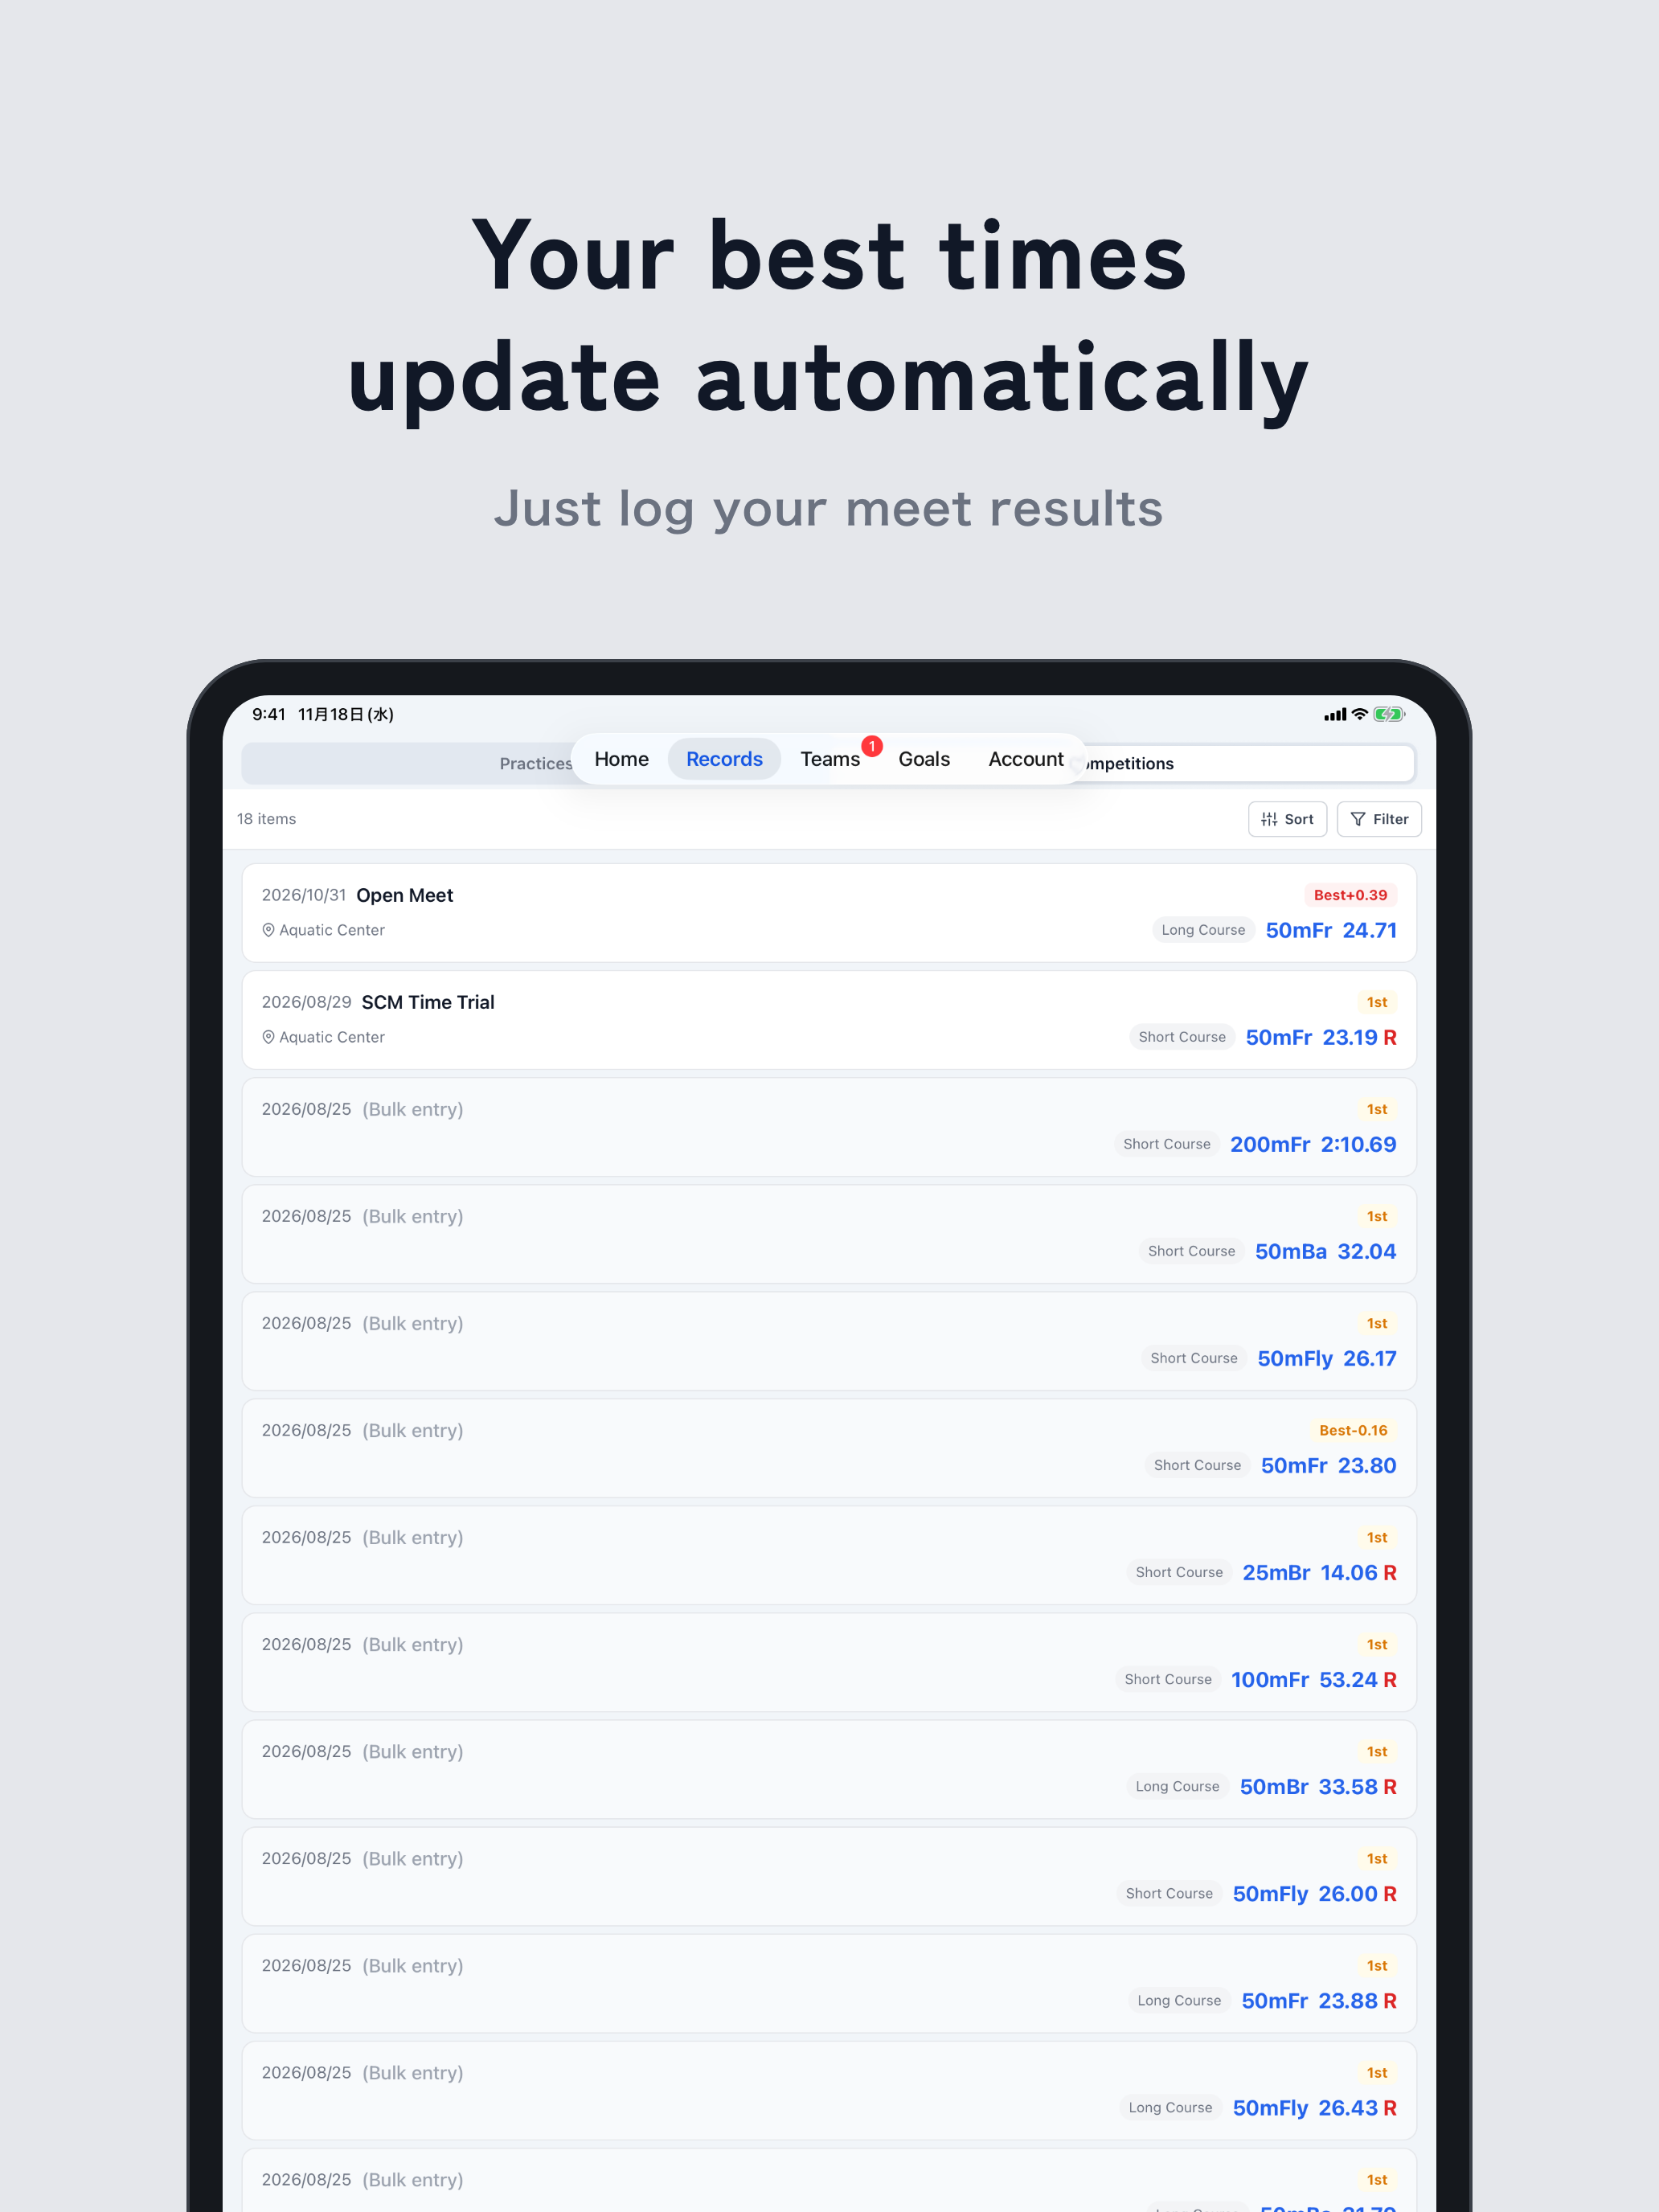 Your best times
update automatically
Just log your meet results
9:41 11月18日(水)
Practices Home Records Teams 1 Goals Account ompetitions
18 items Sort Filter
2026/10/31 Open Meet Best+0.39
Aquatic Center Long Course 50mFr 24.71
2026/08/29 SCM Time Trial 1st
Aquatic Center Short Course 50mFr 23.19 R
2026/08/25 (Bulk entry) 1st
Short Course 200mFr 2:10.69
2026/08/25 (Bulk entry) 1st
Short Course 50mBa 32.04
2026/08/25 (Bulk entry) 1st
Short Course 50mFly 26.17
2026/08/25 (Bulk entry) Best-0.16
Short Course 50mFr 23.80
2026/08/25 (Bulk entry) 1st
Short Course 25mBr 14.06 R
2026/08/25 (Bulk entry) 1st
Short Course 100mFr 53.24 R
2026/08/25 (Bulk entry) 1st
Long Course 50mBr 33.58 R
2026/08/25 (Bulk entry) 1st
Short Course 50mFly 26.00 R
2026/08/25 (Bulk entry) 1st
Long Course 50mFr 23.88 R
2026/08/25 (Bulk entry) 1st
Long Course 50mFly 26.43 R
2026/08/25 (Bulk entry) 1st